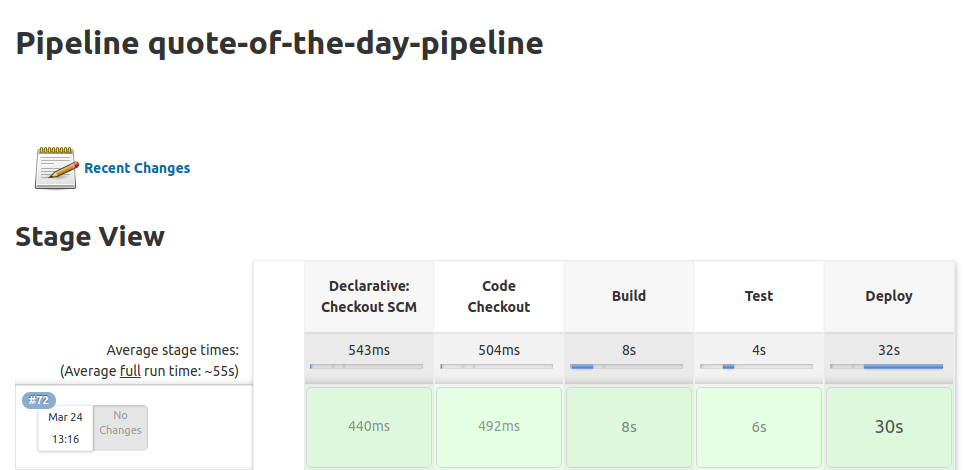 Pipeline quote-of-the-day-pipeline
Recent Changes
Stage View
Declarative:
Checkout SCM
Code
Checkout
Build
Test
Deploy
Average stage times:
(Average full run time: ~55s)
543ms
504ms
8s
4s
32s
#72
Mar 24
13:16
No
Changes
440ms
492ms
8s
6s
30s